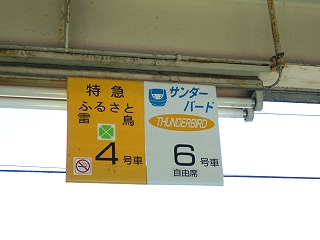 特急
ふるさと
雷鳥
4号車
サンダー
バード
THUNDERBIRD
6号車
自由席